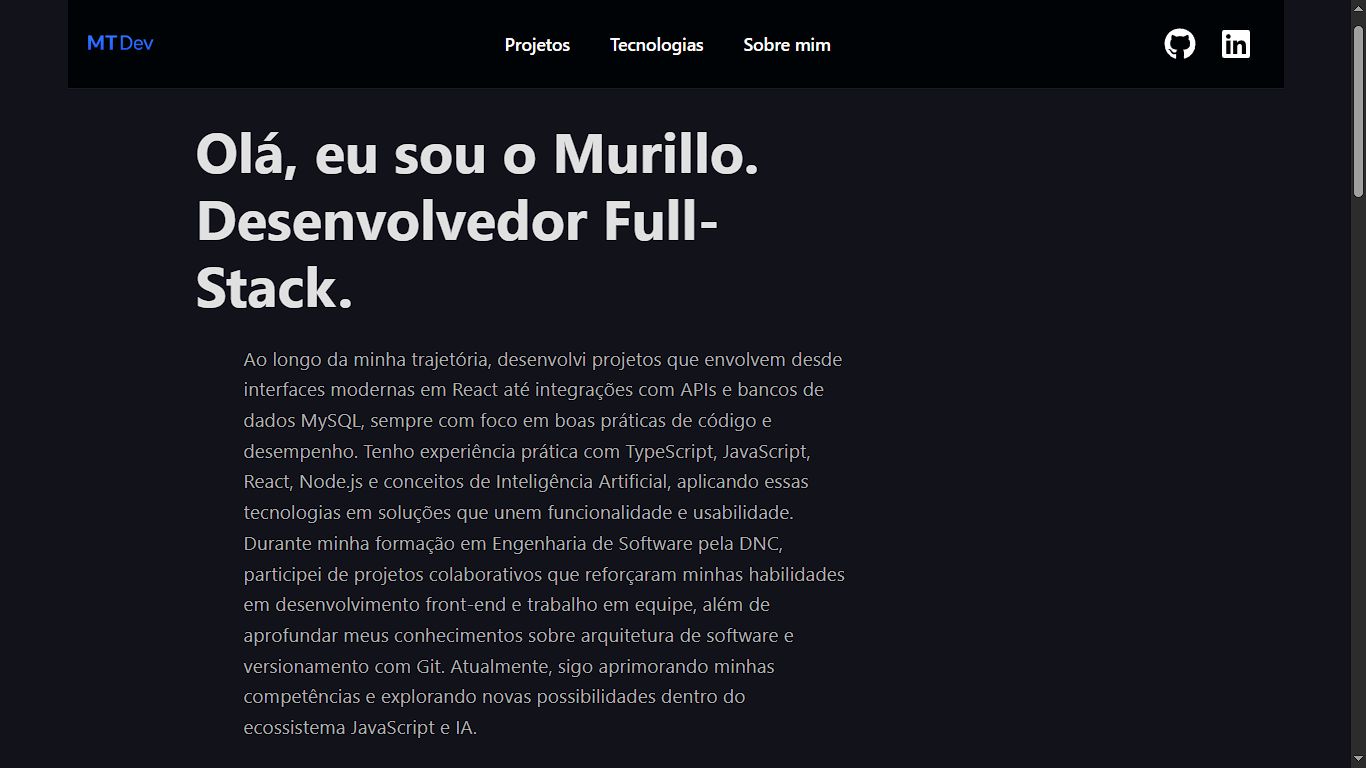 MTDev
Projetos
Tecnologias
Sobre mim
in
Olá, eu sou o Murillo.
Desenvolvedor Full-
Stack.
Ao longo da minha trajetória, desenvolvi projetos que envolvem desde
interfaces modernas em React até integrações com APIs e bancos de
dados MySQL, sempre com foco em boas práticas de código e
desempenho. Tenho experiência prática com TypeScript, JavaScript,
React, Node.js e conceitos de Inteligência Artificial, aplicando essas
tecnologias em soluções que unem funcionalidade e usabilidade.
Durante minha formação em Engenharia de Software pela DNC,
participei de projetos colaborativos que reforçaram minhas habilidades
em desenvolvimento front-end e trabalho em equipe, além de
aprofundar meus conhecimentos sobre arquitetura de software e
versionamento com Git. Atualmente, sigo aprimorando minhas
competências e explorando novas possibilidades dentro do
ecossistema JavaScript e IA.